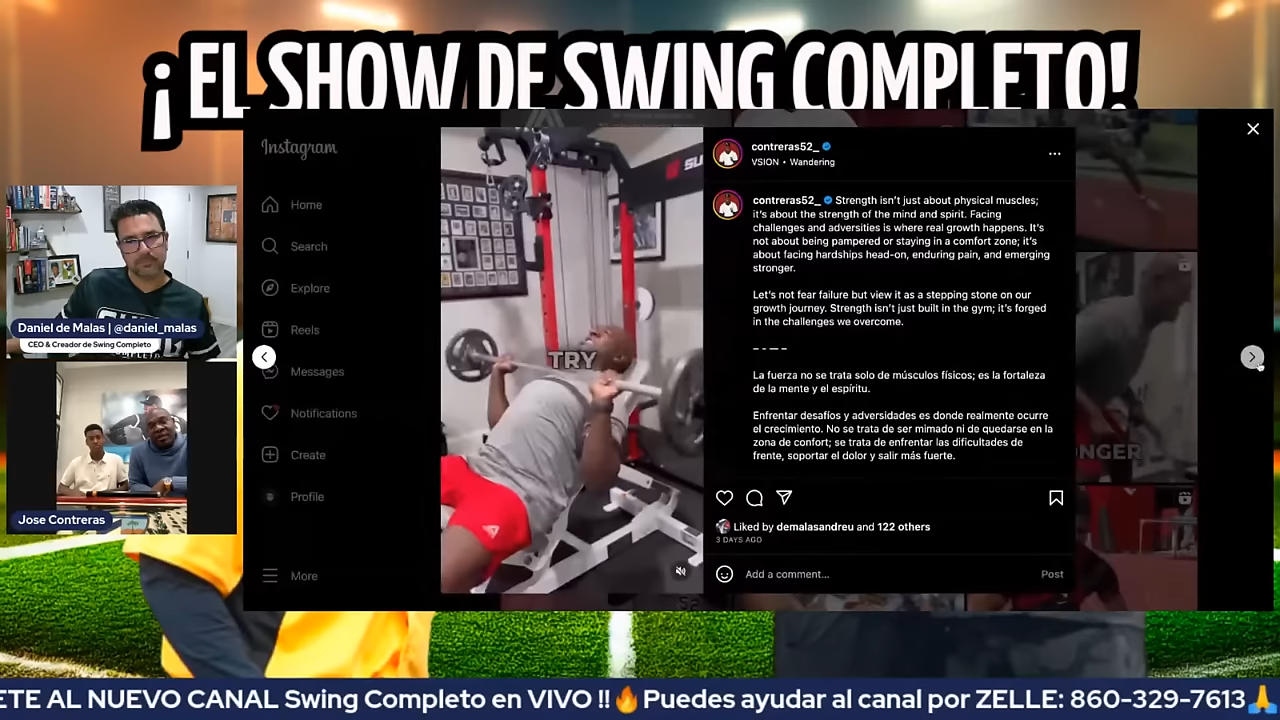 ¡EL SHOW DE SWING COMPLETO!
Instagram
Home
Search
Explore
Reels
Messages
Notifications
Create
Profile
More
TRY
contreras52_
VSION • Wandering
contreras52_ Strength isn't just about physical muscles;
it's about the strength of the mind and spirit. Facing
challenges and adversities is where real growth happens. It's
not about being pampered or staying in a comfort zone; it's
about facing hardships head-on, enduring pain, and emerging
stronger.
Let's not fear failure but view it as a stepping stone on our
growth journey. Strength isn't just built in the gym; it's forged
in the challenges we overcome.
_ _ _ _
La fuerza no se trata solo de músculos físicos; es la fortaleza
de la mente y el espíritu.
Enfrentar desafíos y adversidades es donde realmente ocurre
el crecimiento. No se trata de ser mimado ni de quedarse en la
zona de confort; se trata de enfrentar las dificultades de
frente, soportar el dolor y salir más fuerte.
Liked by demalasandreu and 122 others
3 DAYS AGO
Add a comment...
Post
NGER
Daniel de Malas | @daniel_malas
CEO & Creador de Swing Completo
Jose Contreras
ETE AL NUEVO CANAL Swing Completo en VIVO !!🔥Puedes ayudar al canal por ZELLE: 860-329-7613🙏